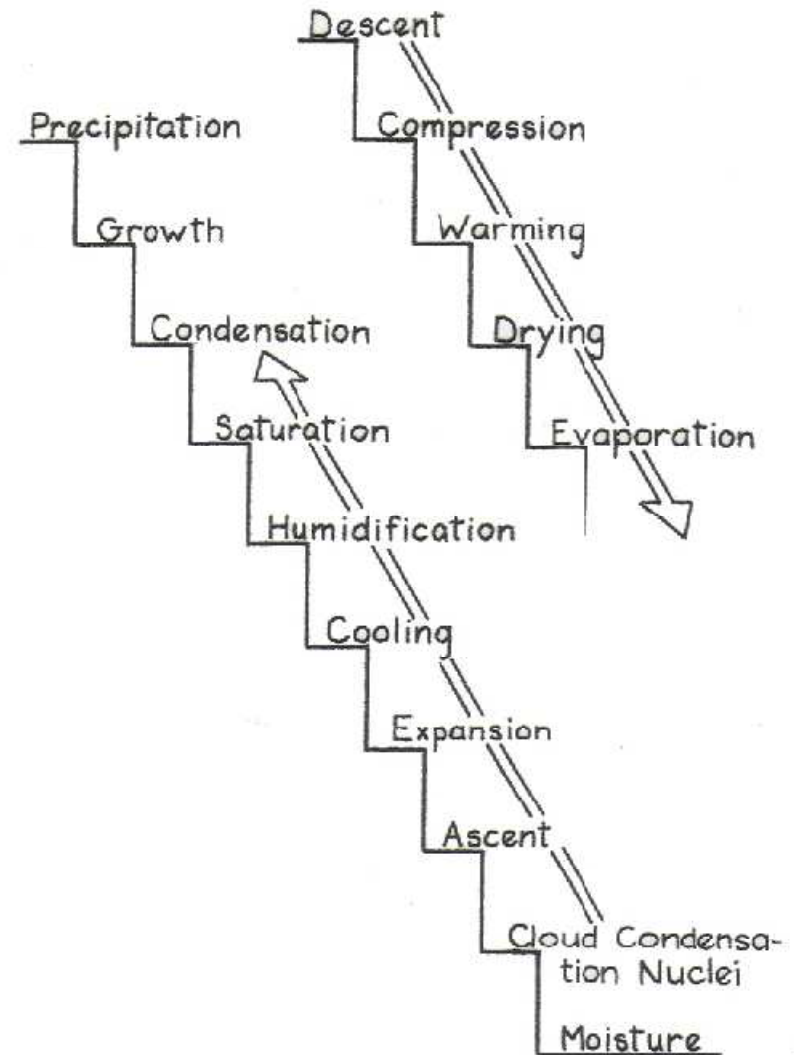 Descent
Compression
Warming
Drying
Evaporation
Precipitation
Growth
Condensation
Saturation
Humidification
Cooling
Expansion
Ascent
Cloud Condensa-
tion Nuclei
Moisture